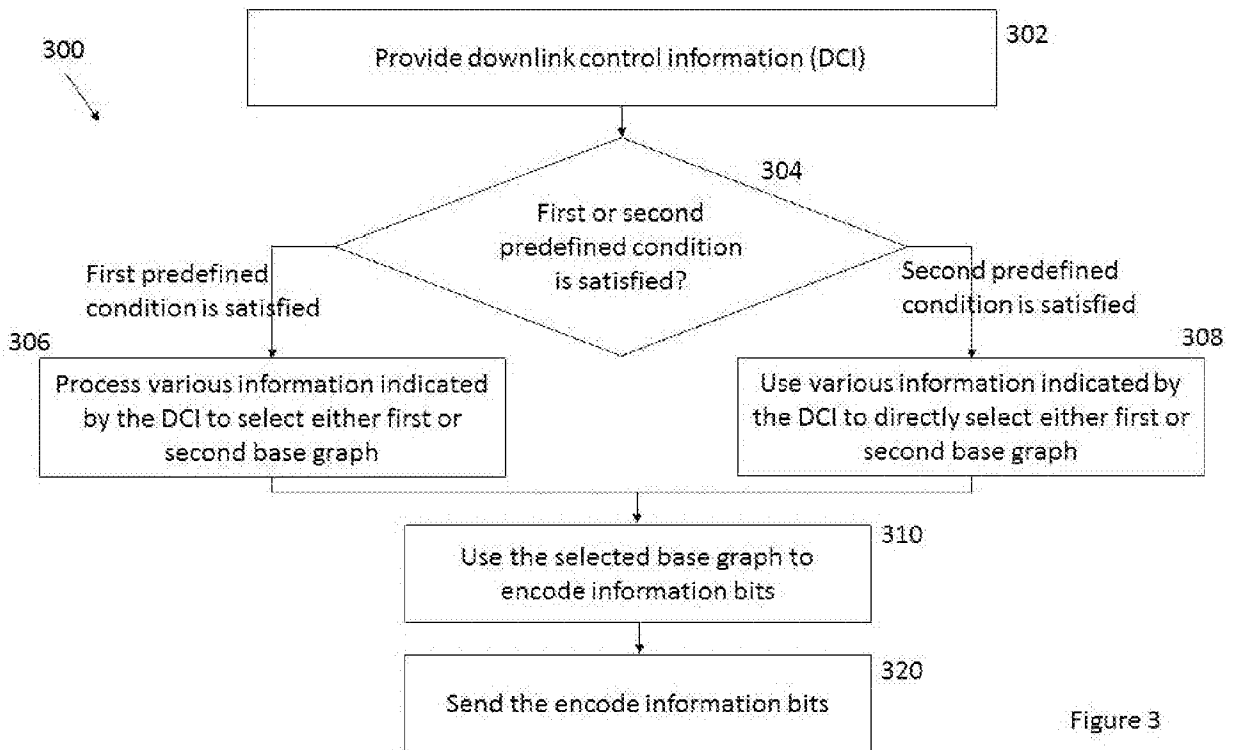 300
302
Provide downlink control information (DCI)
304
First or second
predefined condition
is satisfied?
First predefined
condition is satisfied
Second predefined
condition is satisfied
306
Process various information indicated
by the DCI to select either first or
second base graph
308
Use various information indicated by
the DCI to directly select either first or
second base graph
310
Use the selected base graph to
encode information bits
320
Send the encode information bits
Figure 3